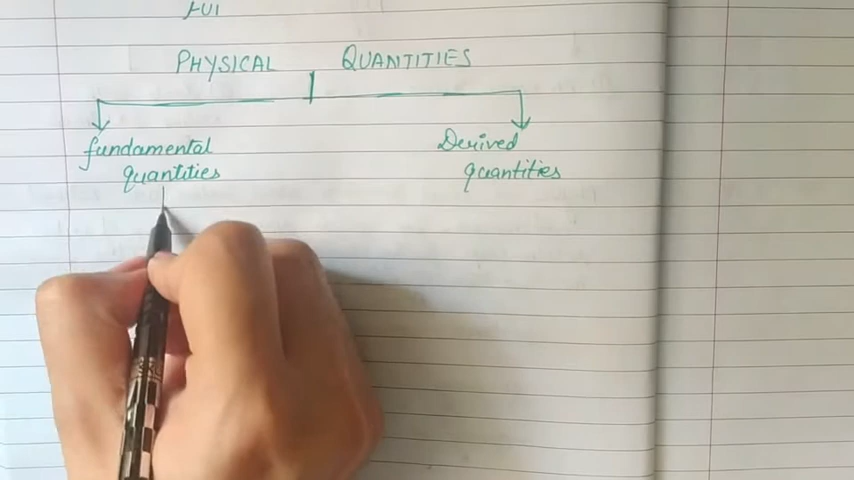 PHYSICAL QUANTITIES
fundamental
quantities
Derived
quantities